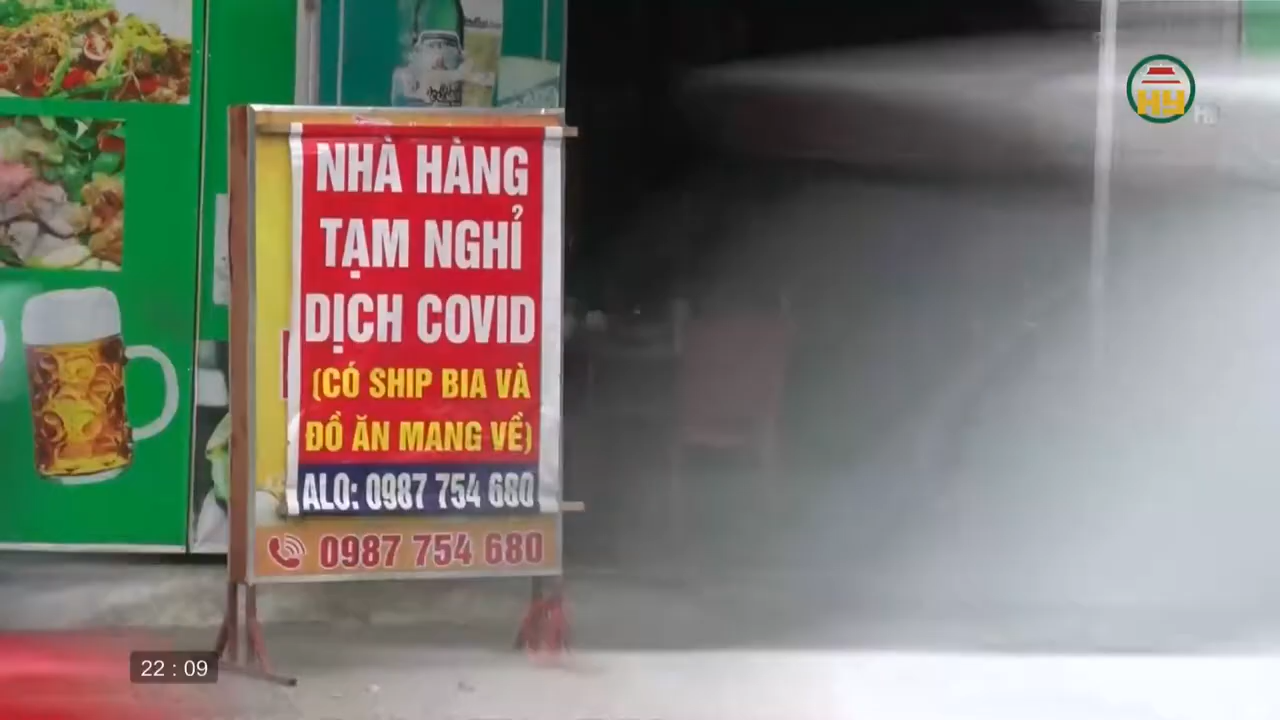 NHÀ HÀNG
TẠM NGHỈ
DỊCH COVID
(CÓ SHIP BIA VÀ
ĐỒ ĂN MANG VỀ)
ALO: 0987 754 680
0987 754 680
HY
22 : 09